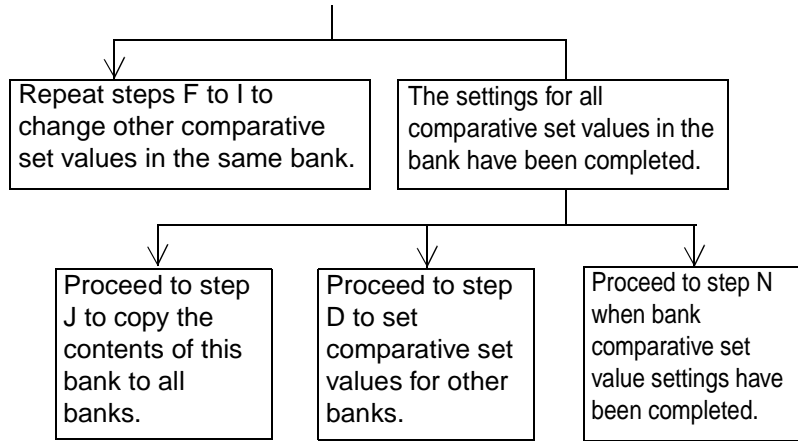 Repeat steps F to I to
change other comparative
set values in the same bank.
The settings for all
comparative set values in the
bank have been completed.
Proceed to step
J to copy the
contents of this
bank to all
banks.
Proceed to step
D to set
comparative set
values for other
banks.
Proceed to step N
when bank
comparative set
value settings have
been completed.